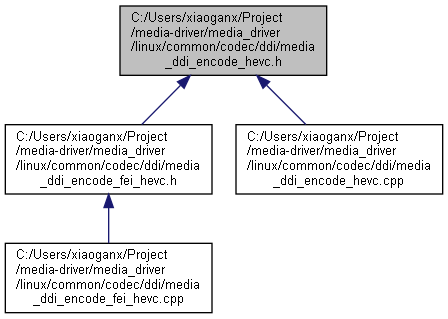 C:/Users/xiaoganx/Project
/media-driver/media_driver
/linux/common/codec/ddi/media
_ddi_encode_hevc.h
C:/Users/xiaoganx/Project
/media-driver/media_driver
/linux/common/codec/ddi/media
_ddi_encode_fei_hevc.h
C:/Users/xiaoganx/Project
/media-driver/media_driver
/linux/common/codec/ddi/media
_ddi_encode_hevc.cpp
C:/Users/xiaoganx/Project
/media-driver/media_driver
/linux/common/codec/ddi/media
_ddi_encode_fei_hevc.cpp